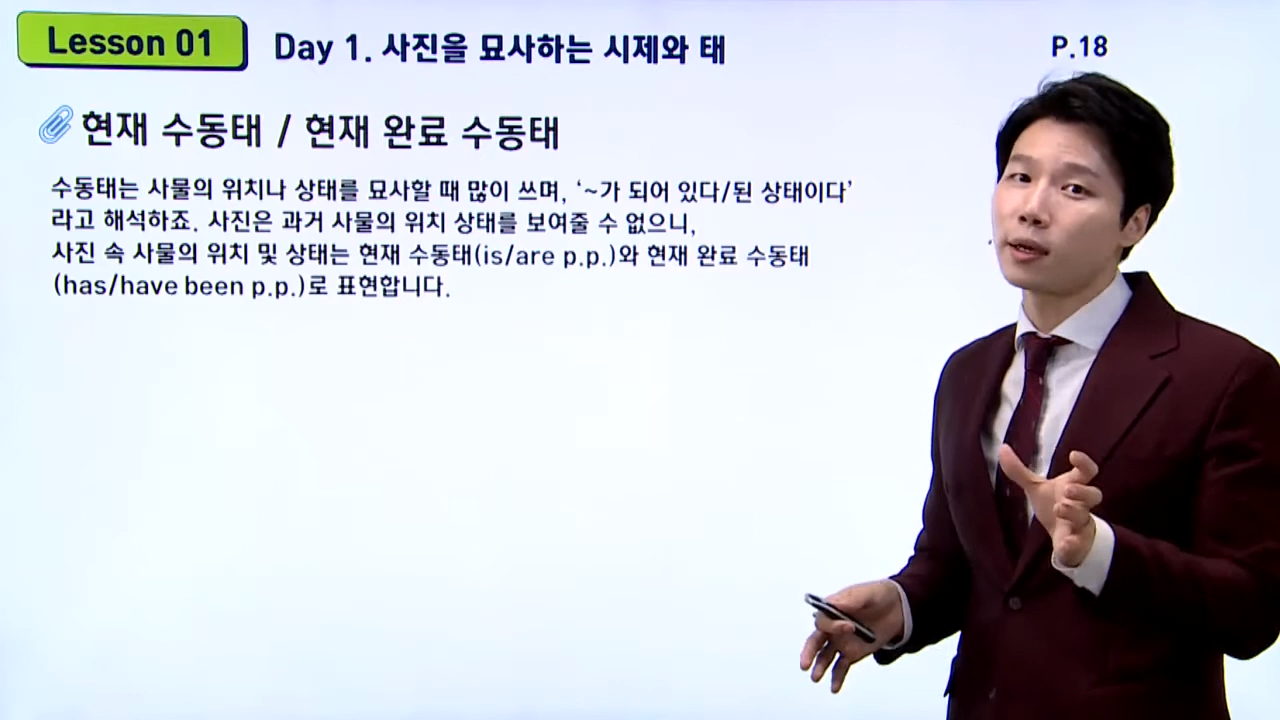 Lesson 01
Day 1. 사진을 묘사하는 시제와 태
P.18
현재 수동태 / 현재 완료 수동태
수동태는 사물의 위치나 상태를 묘사할 때 많이 쓰며, ‘~가 되어 있다/된 상태이다’
라고 해석하죠. 사진은 과거 사물의 위치 상태를 보여줄 수 없으니,
사진 속 사물의 위치 및 상태는 현재 수동태(is/are p.p.)와 현재 완료 수동태
(has/have been p.p.)로 표현합니다.